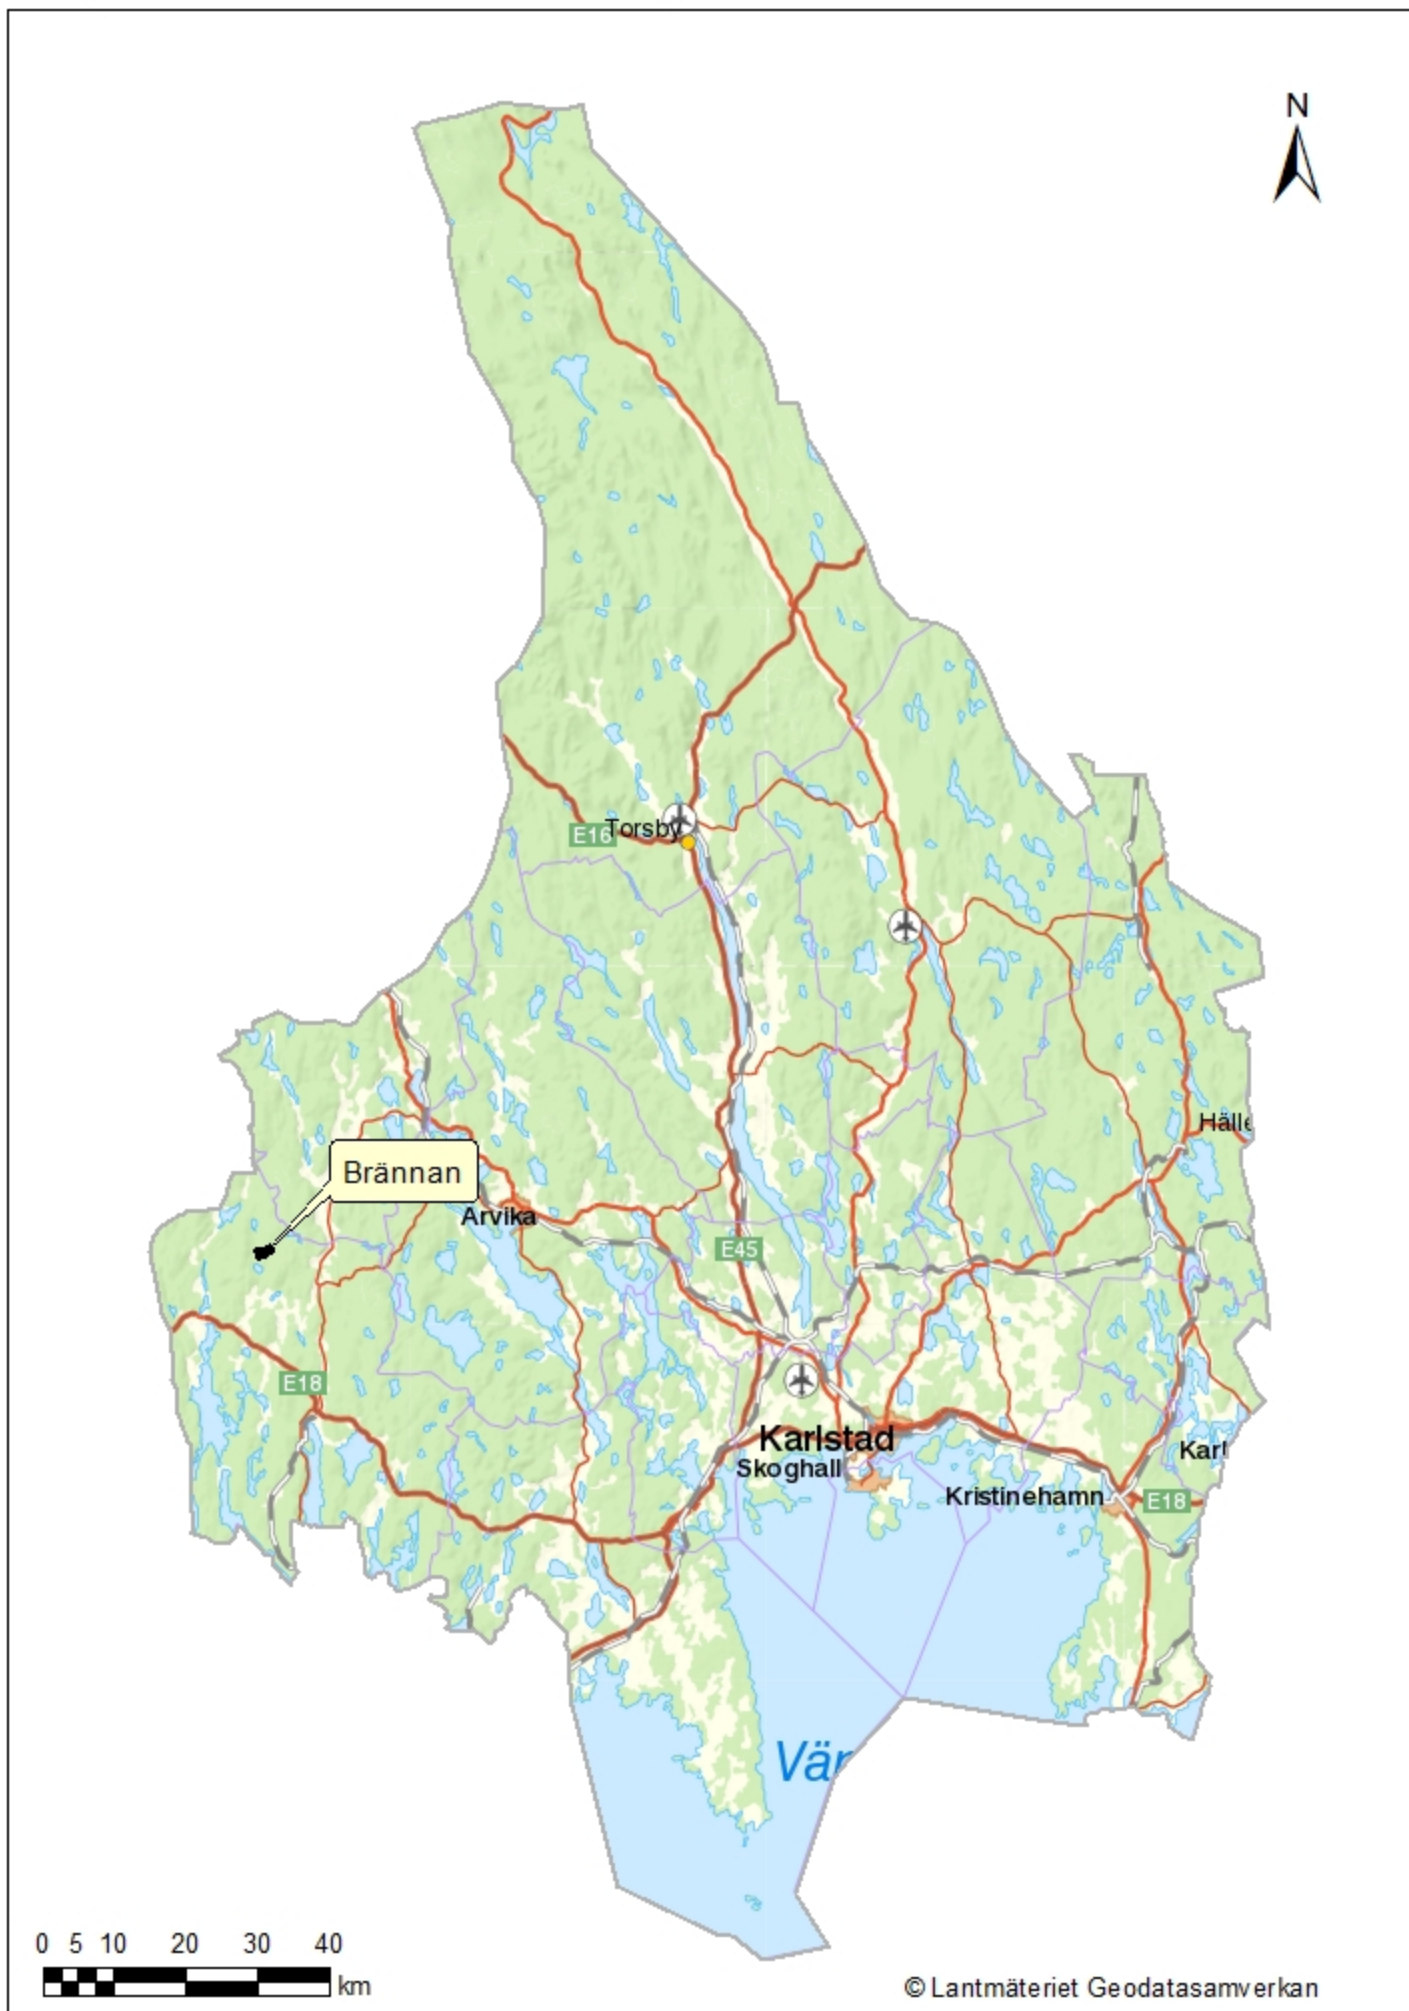 N
E16
Torsby
Hälle
Brännan
Arvika
E45
E18
Karlstad
Skoghall
Karl
Kristinehamn
E18
Vän
0 5 10 20 30 40
km
© Lantmäteriet Geodatasamverkan